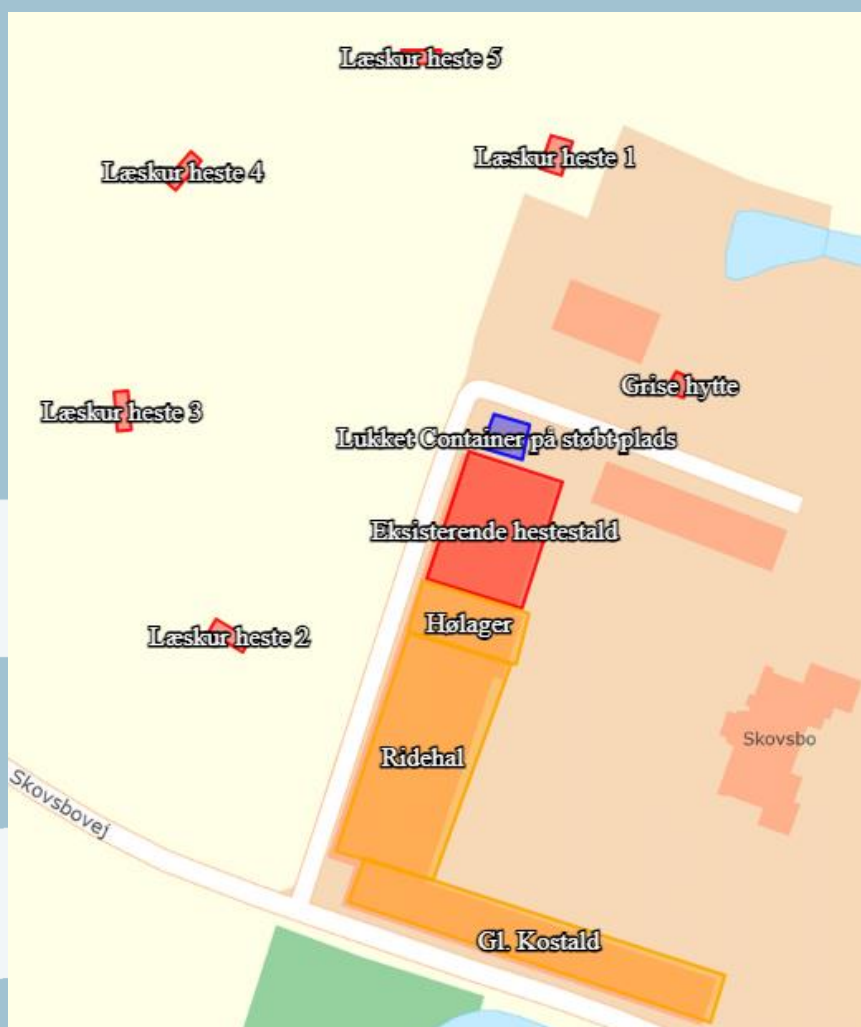 Læskur heste 5
Læskur heste 1
Læskur heste 4
Grise hytte
Læskur heste 3
Lukket Container på støbt plads
Eksisterende hestestald
Hølager
Læskur heste 2
Skovsbo
Ridehal
Skovsbovej
Gl. Kostald